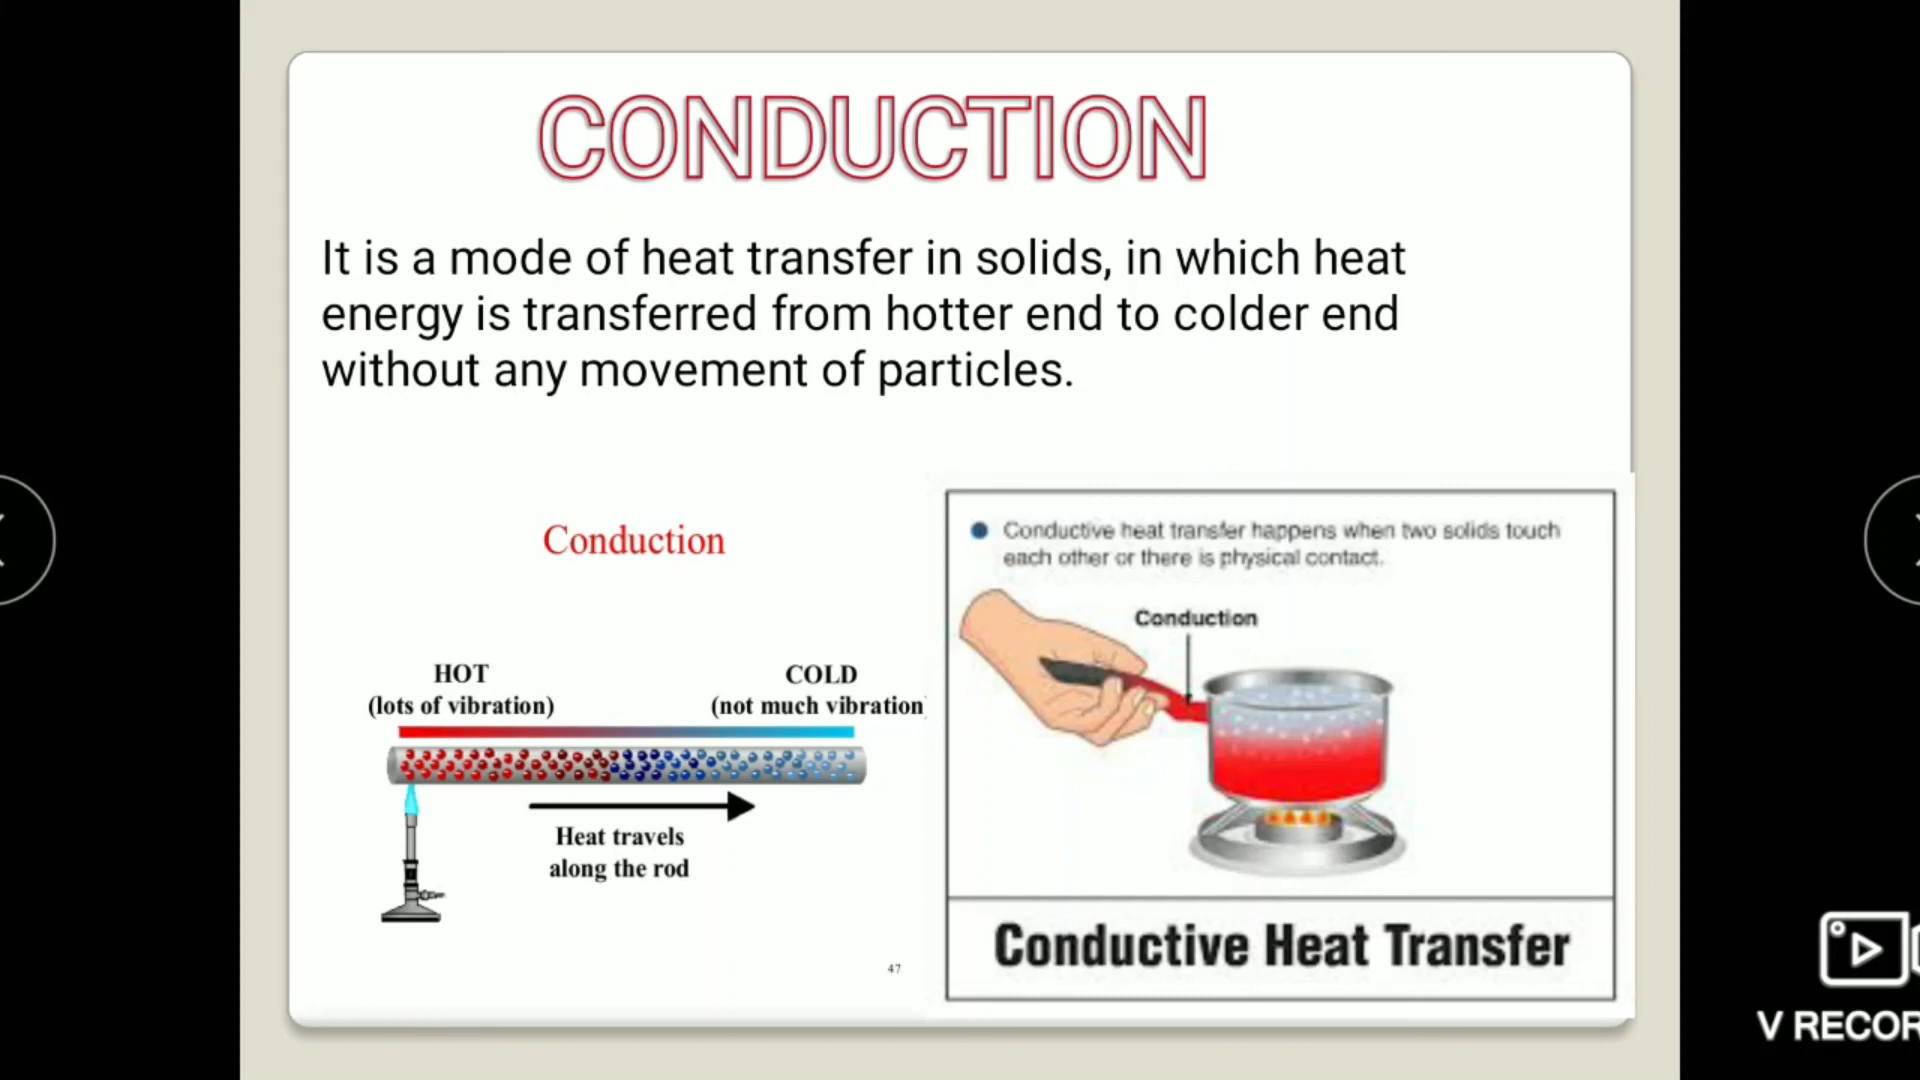 CONDUCTION
It is a mode of heat transfer in solids, in which heat
energy is transferred from hotter end to colder end
without any movement of particles.
Conduction
HOT
(lots of vibration)
COLD
(not much vibration)
Heat travels
along the rod
47
Conductive heat transfer happens when two solids touch
each other or there is physical contact.
Conduction
Conductive Heat Transfer
V RECOR